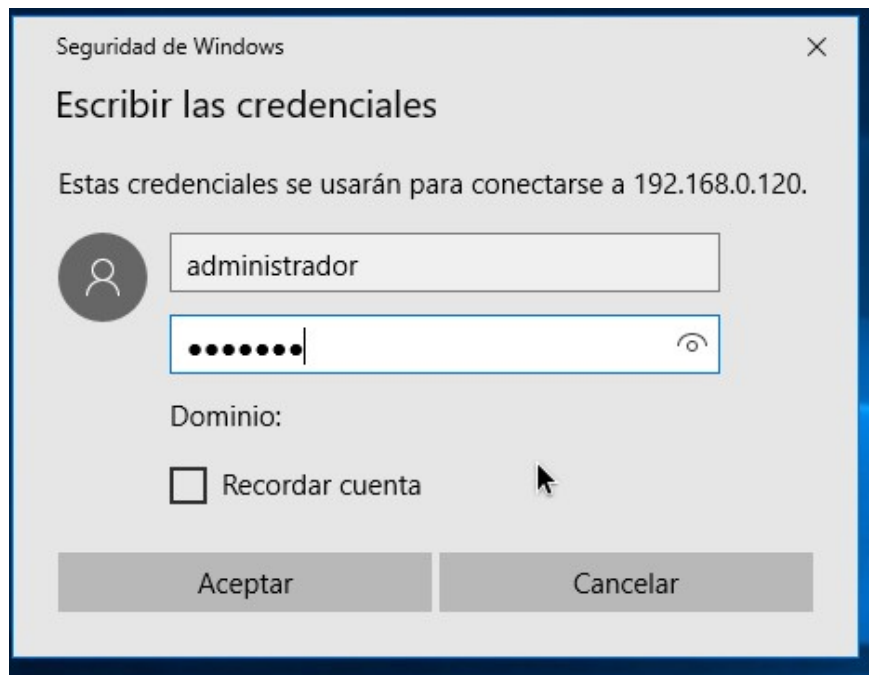 Seguridad de Windows
Escribir las credenciales
Estas credenciales se usarán para conectarse a 192.168.0.120.
administrador
●●●●●●●
Dominio:
Recordar cuenta
Aceptar
Cancelar